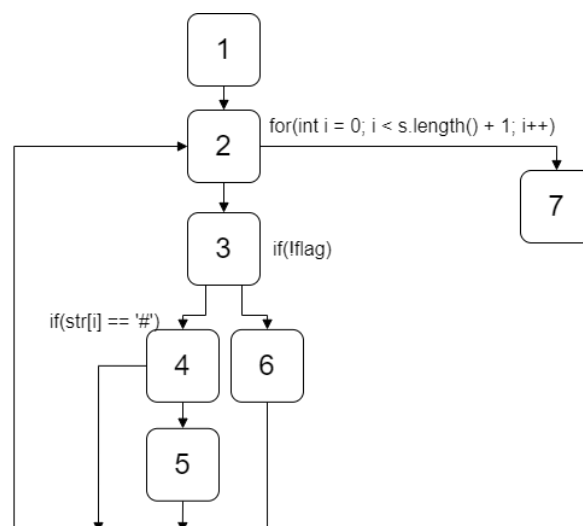 1
for(int i = 0; i < s.length() + 1; i++)
2
7
3
if(!flag)
if(str[i] == '#')
4
6
5